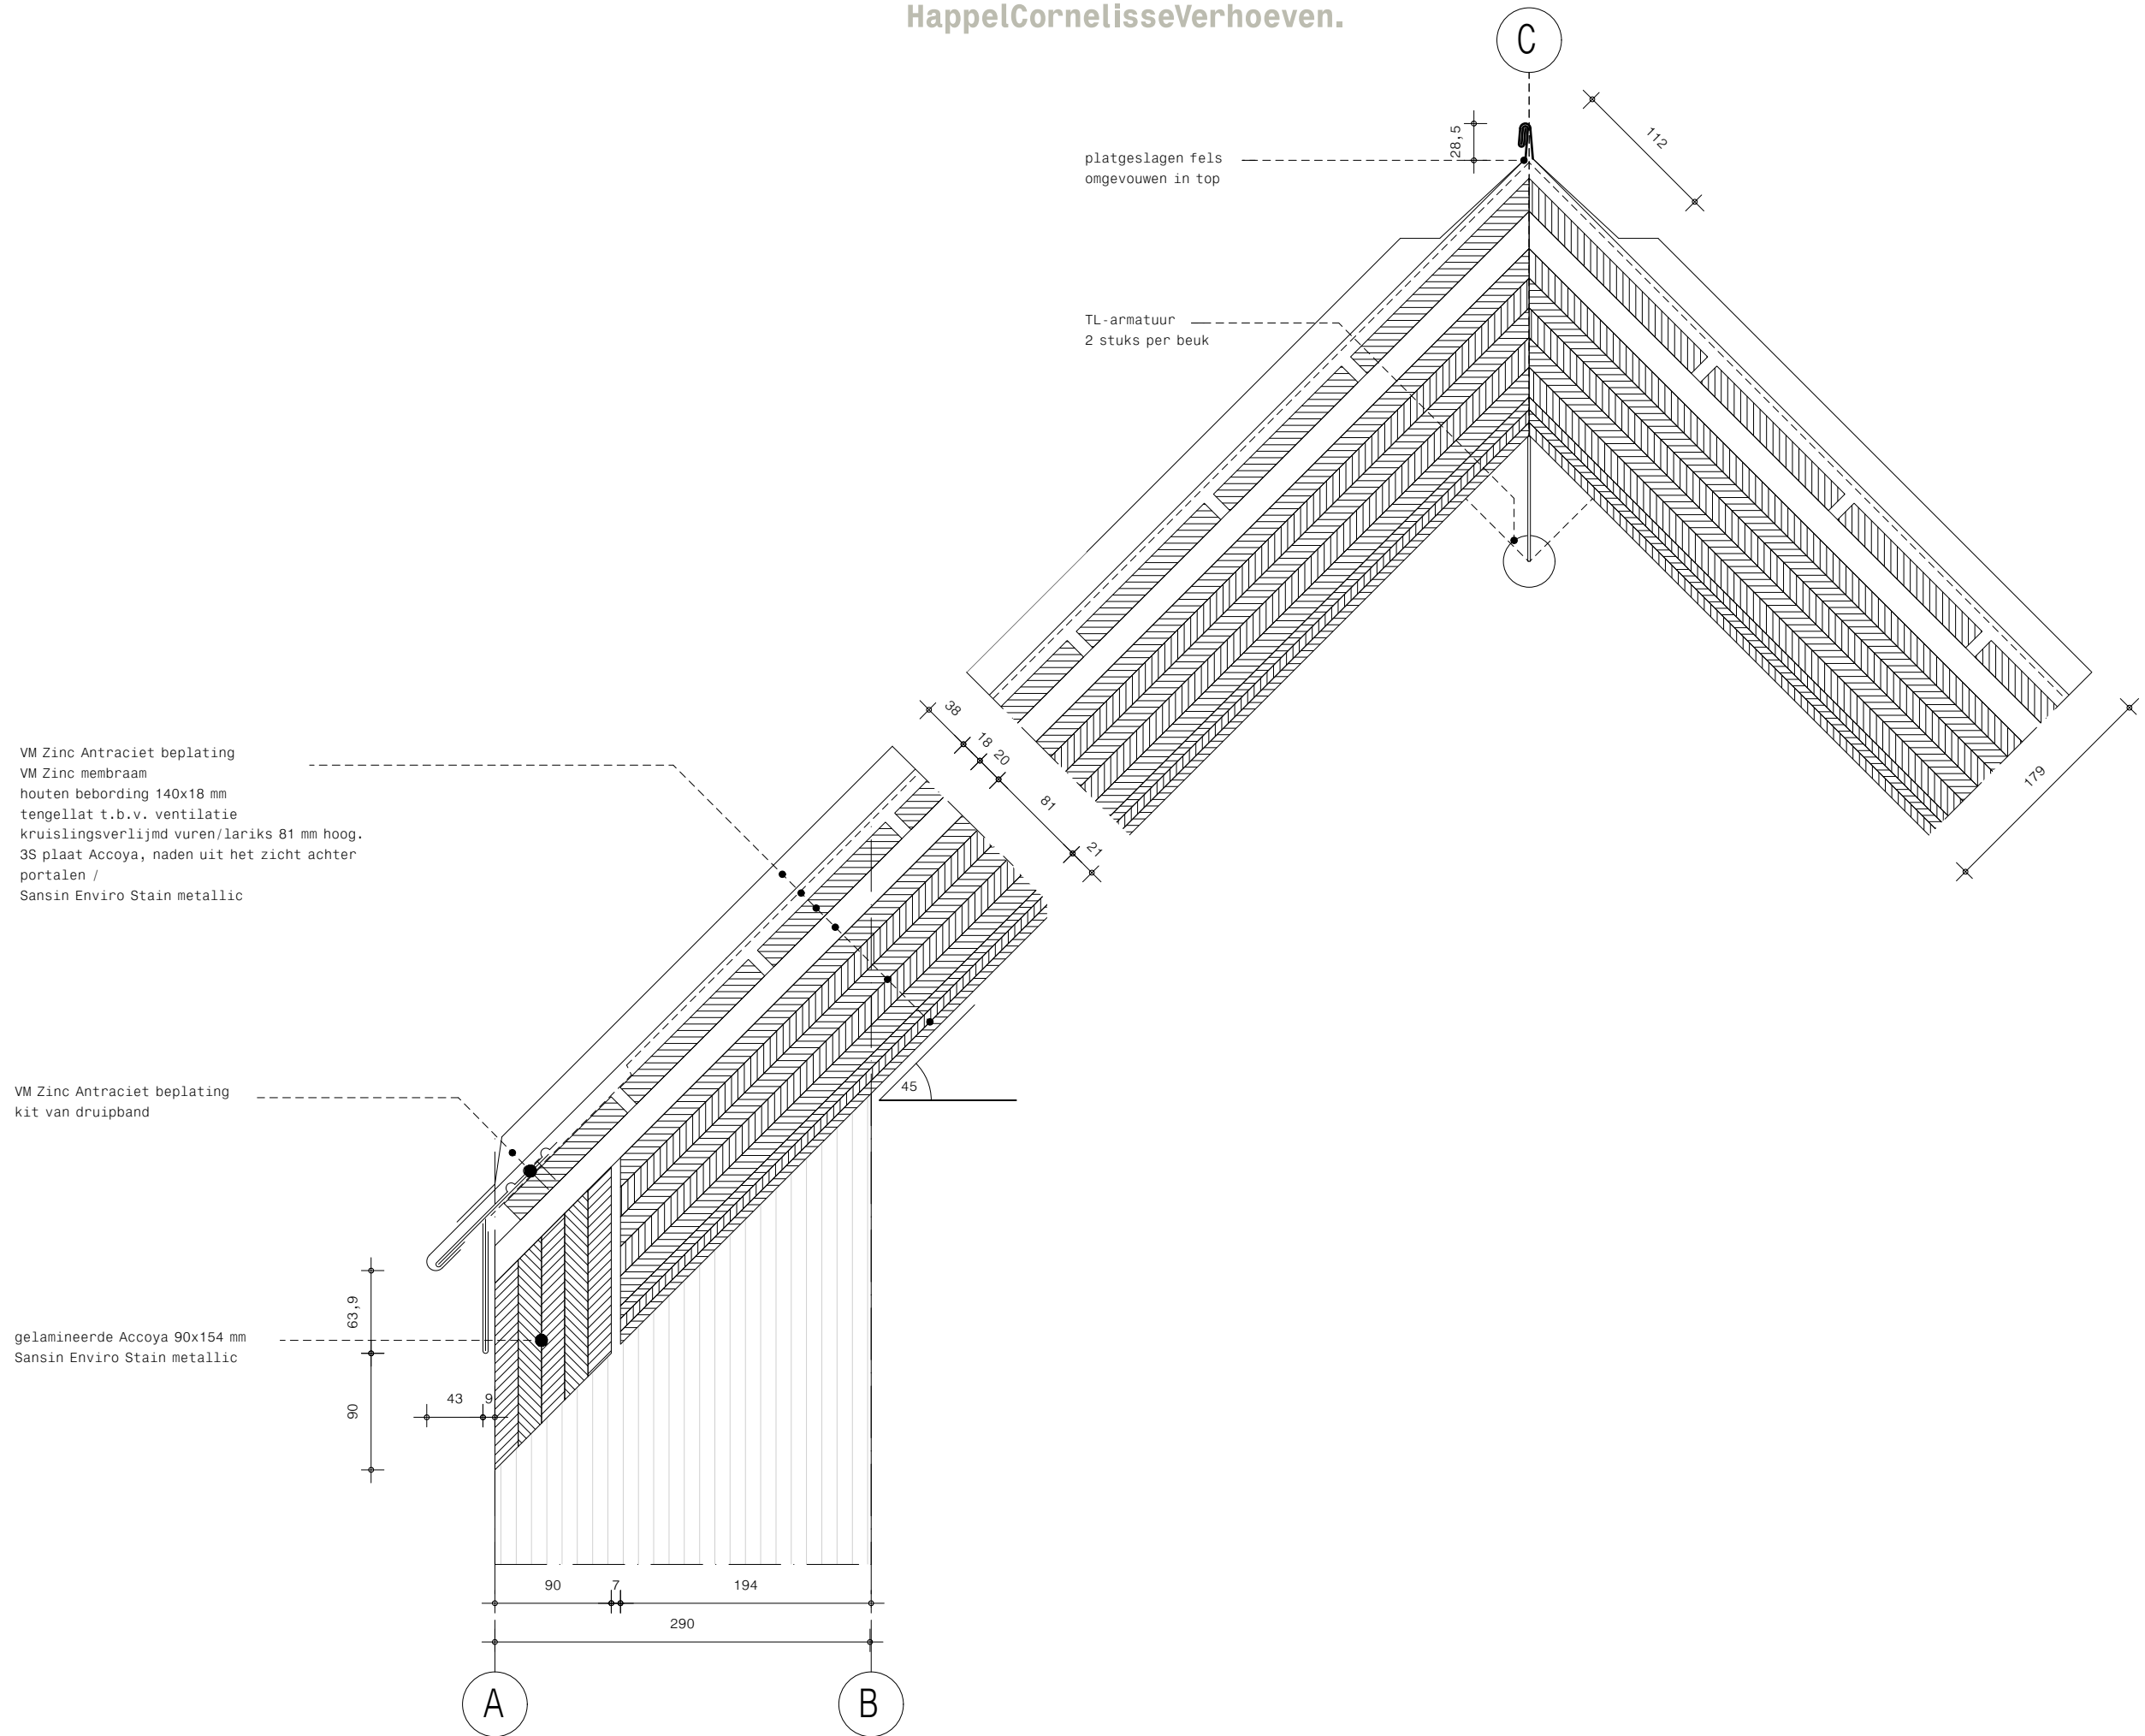 HappelCornelisseVerhoeven.
C
112
28,5
platgeslagen fels
omgevouwen in top
TL-armatuur
2 stuks per beuk
38
18
20
81
21
179
VM Zinc Antraciet beplating
VM Zinc membraam
houten bebording 140x18 mm
tengellat t.b.v. ventilatie
kruislingsverlijmd vuren/lariks 81 mm hoog.
3S plaat Accoya, naden uit het zicht achter
portalen /
Sansin Enviro Stain metallic
45
VM Zinc Antraciet beplating
kit van druipband
63,9
gelamineerde Accoya 90x154 mm
Sansin Enviro Stain metallic
90
43
9
90
7
194
290
A
B